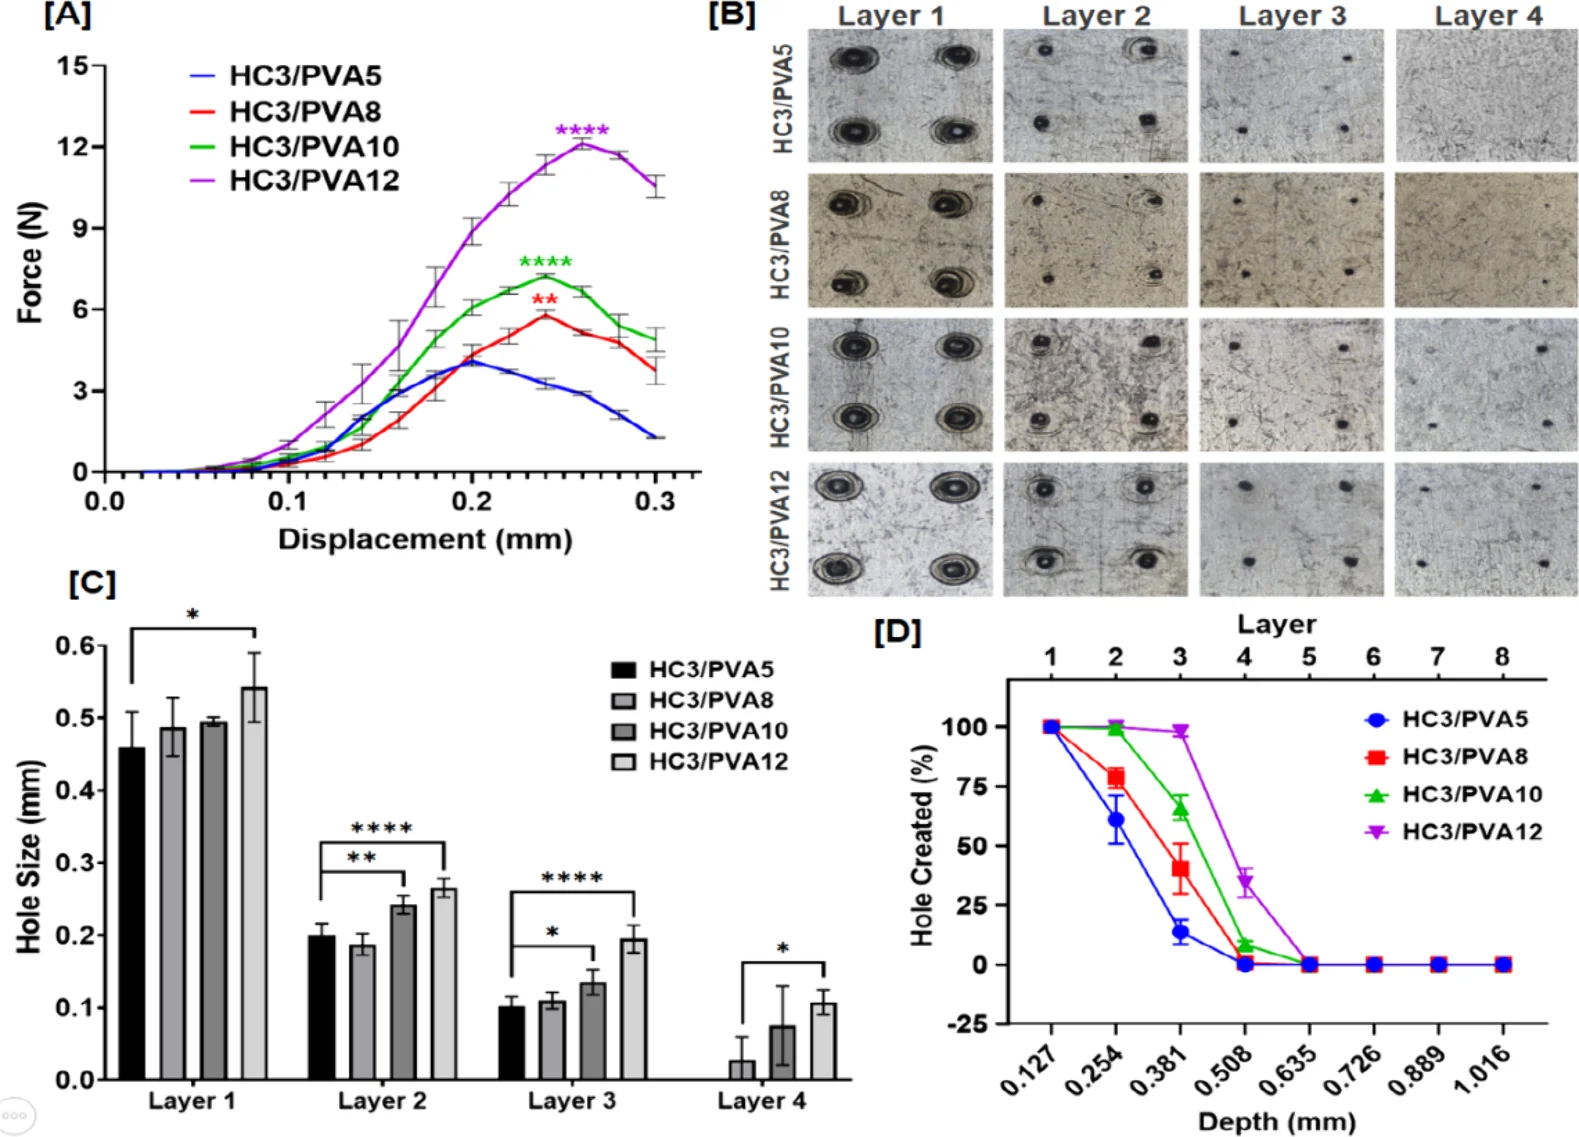 [A]
15
12
9
6
3
0
Force (N)
HC3/PVA5
HC3/PVA8
HC3/PVA10
HC3/PVA12
****
****
**
0.0 0.1 0.2 0.3
Displacement (mm)
[B]
Layer 1 Layer 2 Layer 3 Layer 4
HC3/PVA5
HC3/PVA8
HC3/PVA10
HC3/PVA12
[C]
0.6
0.5
0.4
0.3
0.2
0.1
0.0
Hole Size (mm)
*
**** 
**
****
*
*
HC3/PVA5
HC3/PVA8
HC3/PVA10
HC3/PVA12
Layer 1 Layer 2 Layer 3 Layer 4
[D]
Layer
1 2 3 4 5 6 7 8
100
75
50
25
0
-25
Hole Created (%)
HC3/PVA5
HC3/PVA8
HC3/PVA10
HC3/PVA12
0.127 0.254 0.381 0.508 0.635 0.726 0.889 1.016
Depth (mm)